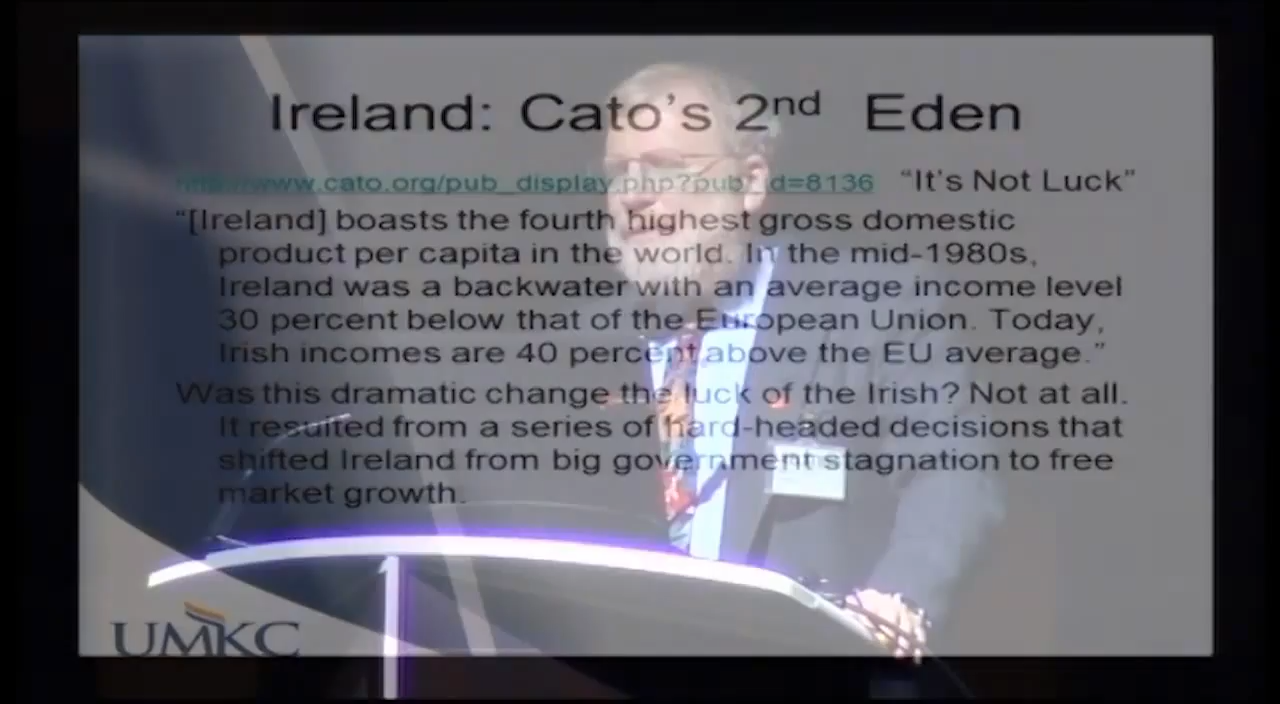 Ireland: Cato's 2nd Eden
http://www.cato.org/pub_display.php?pub_id=8136 "It's Not Luck"
"[Ireland] boasts the fourth highest gross domestic
product per capita in the world. In the mid-1980s,
Ireland was a backwater with an average income level
30 percent below that of the European Union. Today,
Irish incomes are 40 percent above the EU average."
Was this dramatic change the luck of the Irish? Not at all.
It resulted from a series of hard-headed decisions that
shifted Ireland from big government stagnation to free
market growth.
UMKC